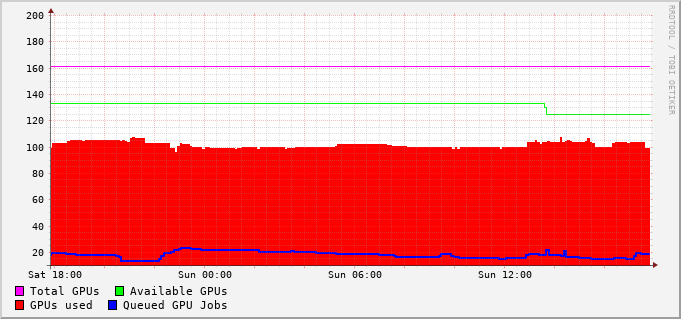 200
180
160
140
120
100
80
60
40
20
Sat 18:00 Sun 00:00 Sun 06:00 Sun 12:00
Total GPUs Available GPUs
GPUs used Queued GPU Jobs
RRDTOOL / TOBI OETIKER